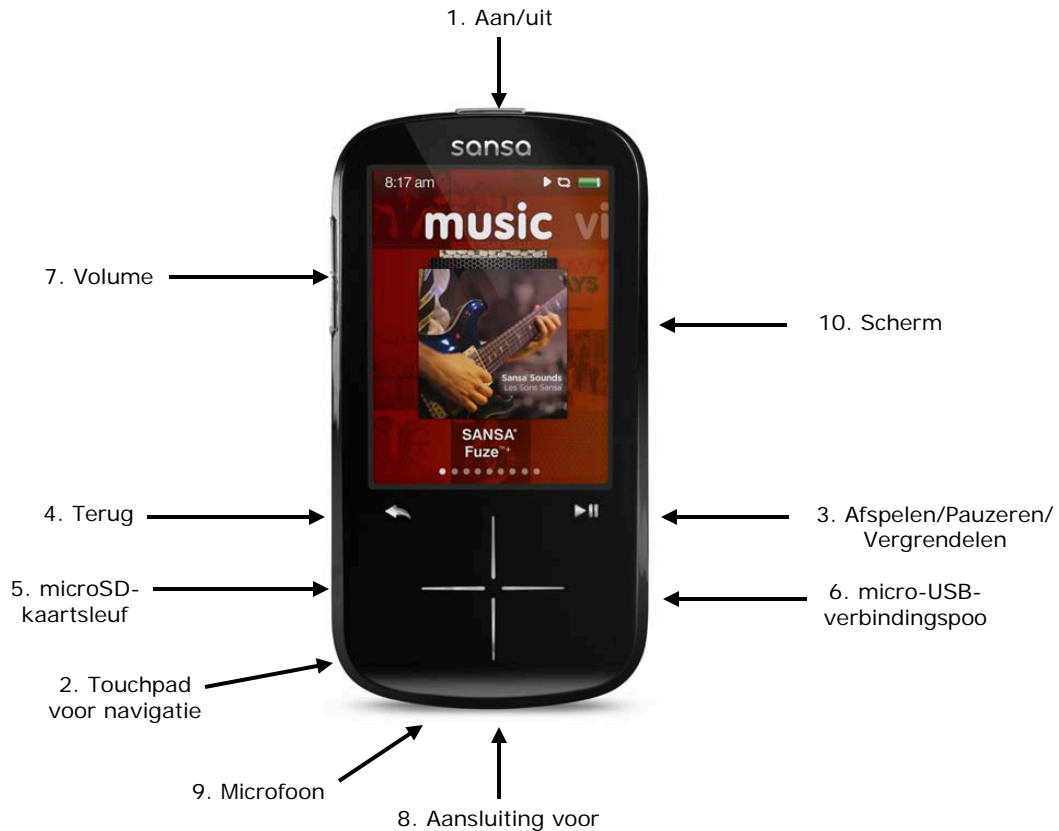 1. Aan/uit
sansa
8:17 am
music vi
7. Volume
10. Scherm
Sansa Sounds
Les Sons Sansa
SANSA®
Fuze™+
4. Terug
3. Afspelen/Pauzeren/
Vergrendelen
5. microSD-
kaartsleuf
6. micro-USB-
verbindingspoo
2. Touchpad
voor navigatie
9. Microfoon
8. Aansluiting voor